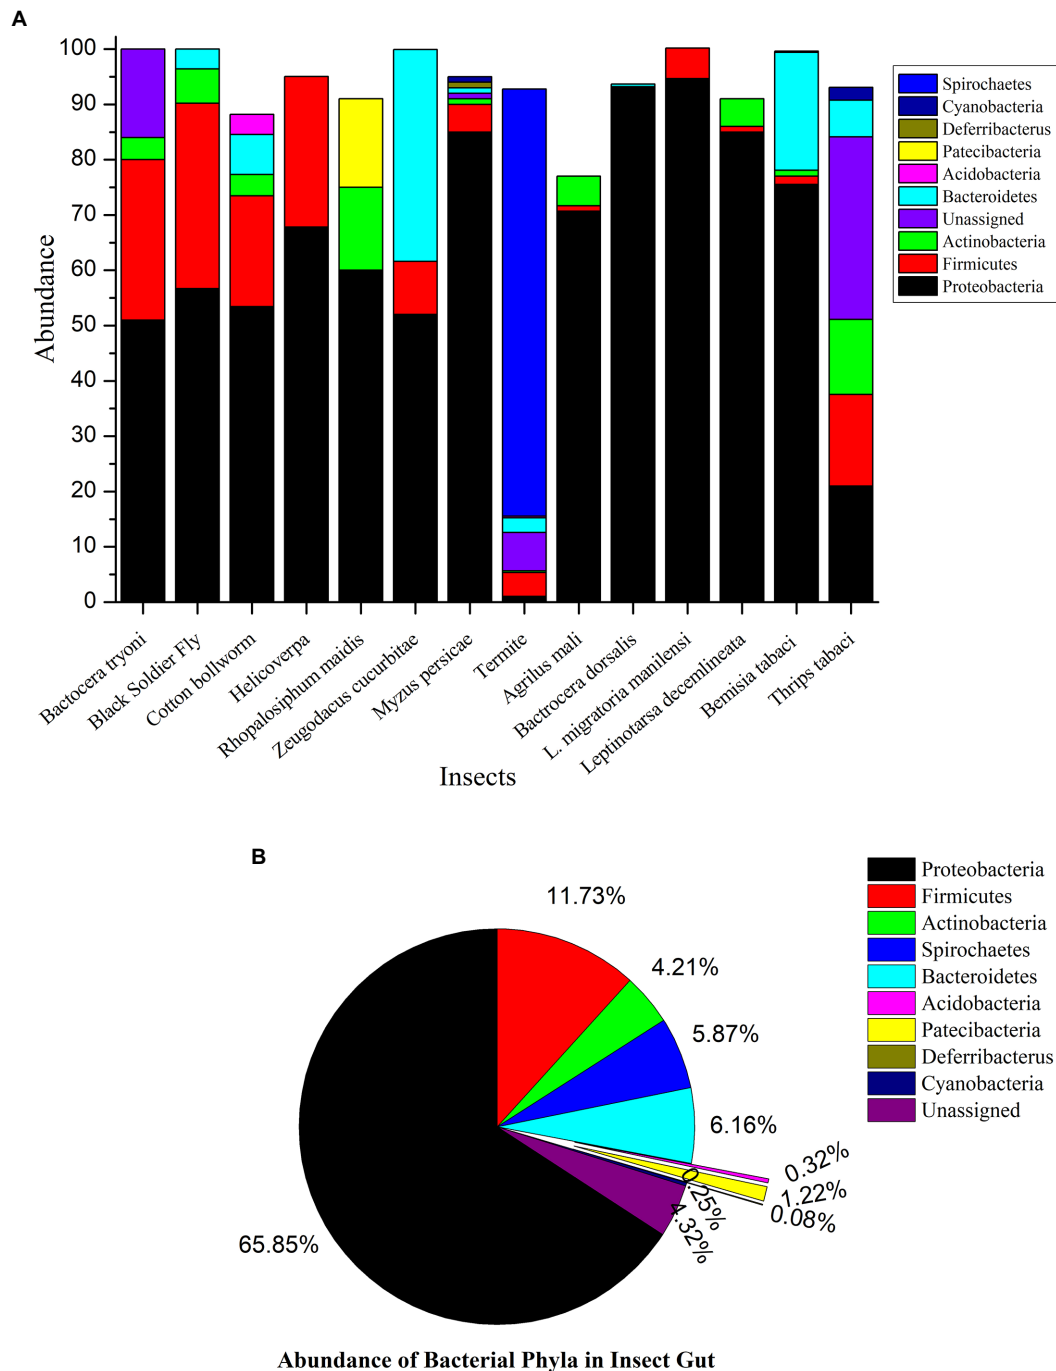 A
Abundance
100
90
80
70
60
50
40
30
20
10
0
Spirochaetes
Cyanobacteria
Deferribacterus
Patecibacteria
Acidobacteria
Bacteroidetes
Unassigned
Actinobacteria
Firmicutes
Proteobacteria
Bactocera tryoni
Black Soldier Fly
Cotton bollworm
Helicoverpa
Rhopalosiphum maidis
Zeugodacus cucurbitae
Myzus persicae
Termite
Agrilus mali
Bactrocera dorsalis
L. migratoria manilensi
Leptinotarsa decemlineata
Bemisia tabaci
Thrips tabaci
Insects
B
11.73%
4.21%
5.87%
6.16%
0.32%
1.22%
0.08%
0.25%
4.32%
65.85%
Proteobacteria
Firmicutes
Actinobacteria
Spirochaetes
Bacteroidetes
Acidobacteria
Patecibacteria
Deferribacterus
Cyanobacteria
Unassigned
Abundance of Bacterial Phyla in Insect Gut